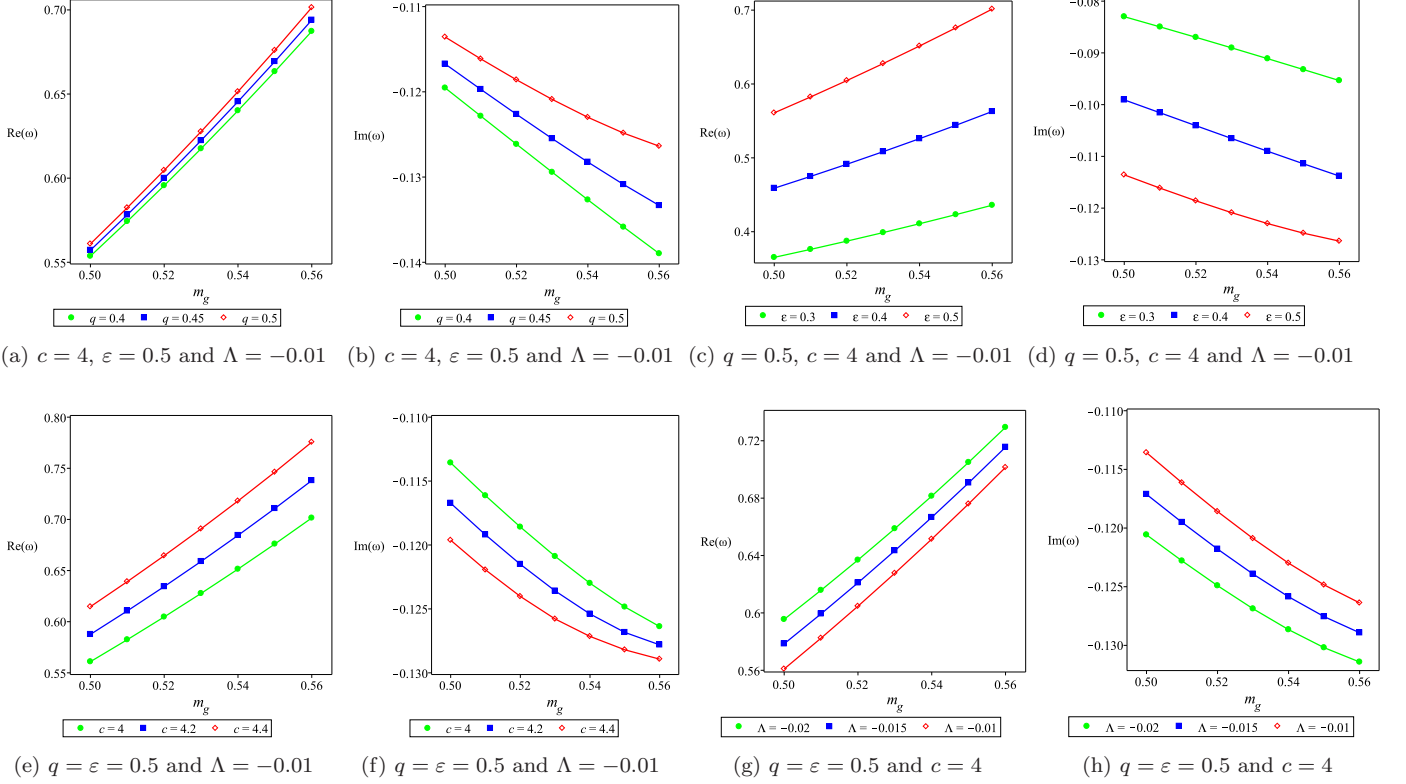 0.70
0.65
Re(ω)
0.60
0.55
0.50 0.52 0.54 0.56
m_g
q = 0.4 q = 0.45 q = 0.5
(a) c = 4, ε = 0.5 and Λ = −0.01
−0.11
−0.12
Im(ω)
−0.13
−0.14
0.50 0.52 0.54 0.56
m_g
q = 0.4 q = 0.45 q = 0.5
(b) c = 4, ε = 0.5 and Λ = −0.01
0.7
0.6
Re(ω)
0.5
0.4
0.50 0.52 0.54 0.56
m_g
ε = 0.3 ε = 0.4 ε = 0.5
(c) q = 0.5, c = 4 and Λ = −0.01
−0.08
−0.09
−0.10
Im(ω)
−0.11
−0.12
−0.13
0.50 0.52 0.54 0.56
m_g
ε = 0.3 ε = 0.4 ε = 0.5
(d) q = 0.5, c = 4 and Λ = −0.01
0.80
0.75
0.70
Re(ω)
0.65
0.60
0.55
0.50 0.52 0.54 0.56
m_g
c = 4 c = 4.2 c = 4.4
(e) q = ε = 0.5 and Λ = −0.01
−0.110
−0.115
−0.120
Im(ω)
−0.125
−0.130
0.50 0.52 0.54 0.56
m_g
c = 4 c = 4.2 c = 4.4
(f) q = ε = 0.5 and Λ = −0.01
0.72
0.68
Re(ω)
0.64
0.60
0.56
0.50 0.52 0.54 0.56
m_g
Λ = −0.02 Λ = −0.015 Λ = −0.01
(g) q = ε = 0.5 and c = 4
−0.110
−0.115
−0.120
Im(ω)
−0.125
−0.130
0.50 0.52 0.54 0.56
m_g
Λ = −0.02 Λ = −0.015 Λ = −0.01
(h) q = ε = 0.5 and c = 4